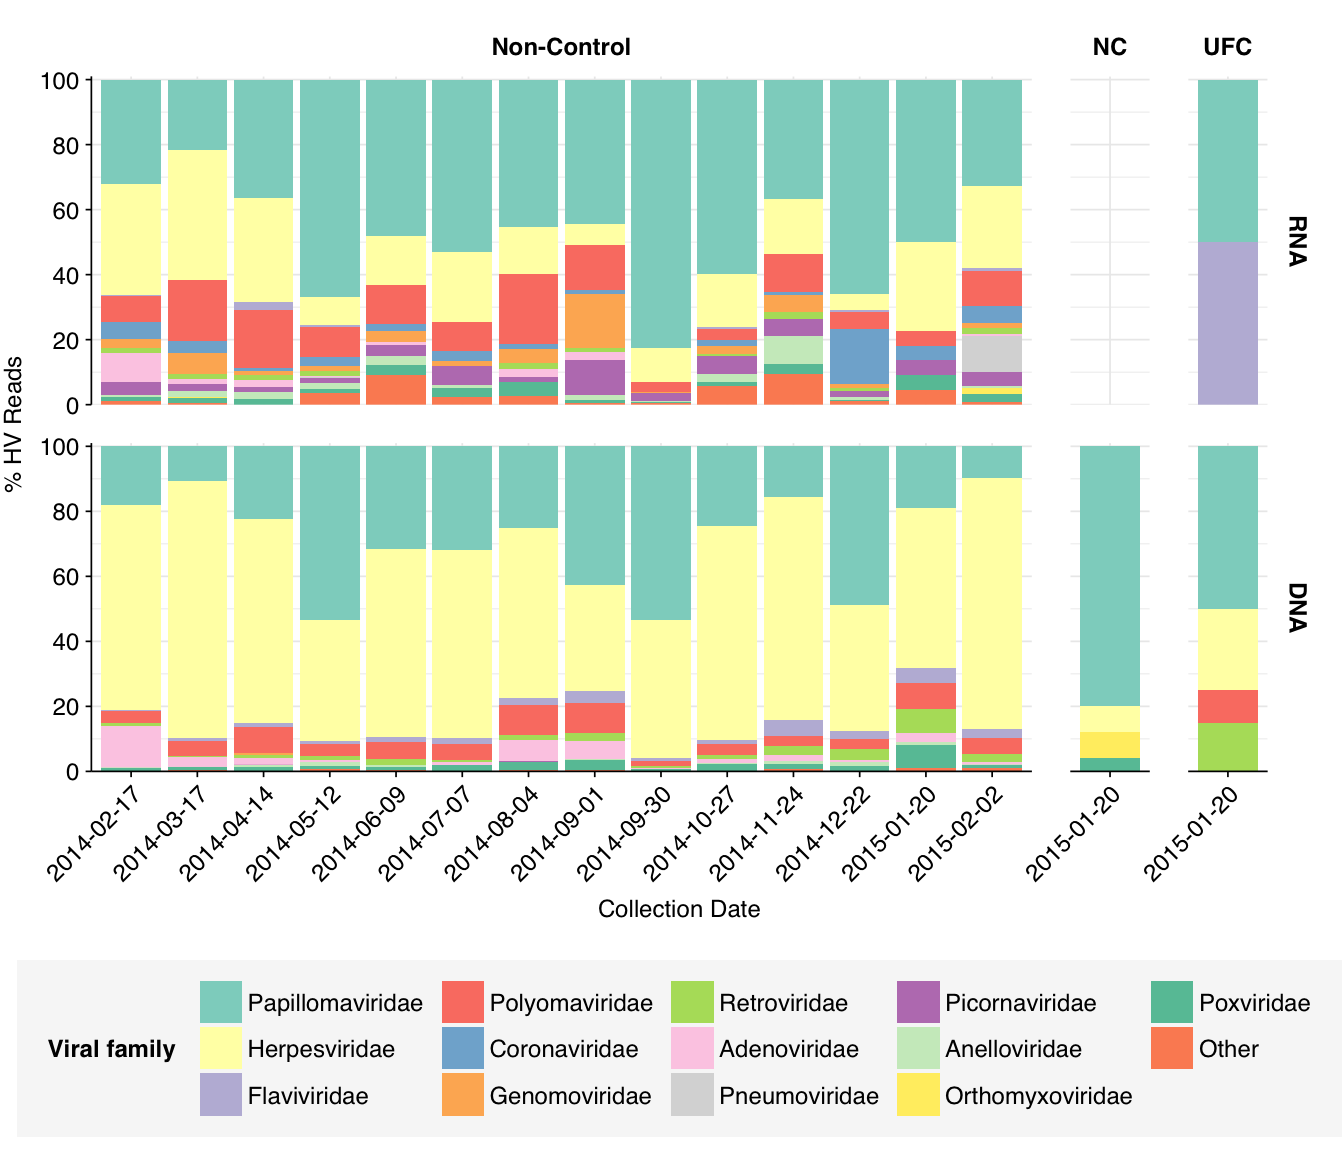 Non-Control NC UFC
100
80
60
40
20
0
RNA
% HV Reads
100
80
60
40
20
0
DNA
2014-02-17 2014-03-17 2014-04-14 2014-05-12 2014-06-09 2014-07-07 2014-08-04 2014-09-01 2014-09-30 2014-10-27 2014-11-24 2014-12-22 2015-01-20 2015-02-02 2015-01-20 2015-01-20
Collection Date
Viral family
Papillomaviridae Polyomaviridae Retroviridae Picornaviridae Poxviridae
Herpesviridae Coronaviridae Adenoviridae Anelloviridae Other
Flaviviridae Genomoviridae Pneumoviridae Orthomyxoviridae